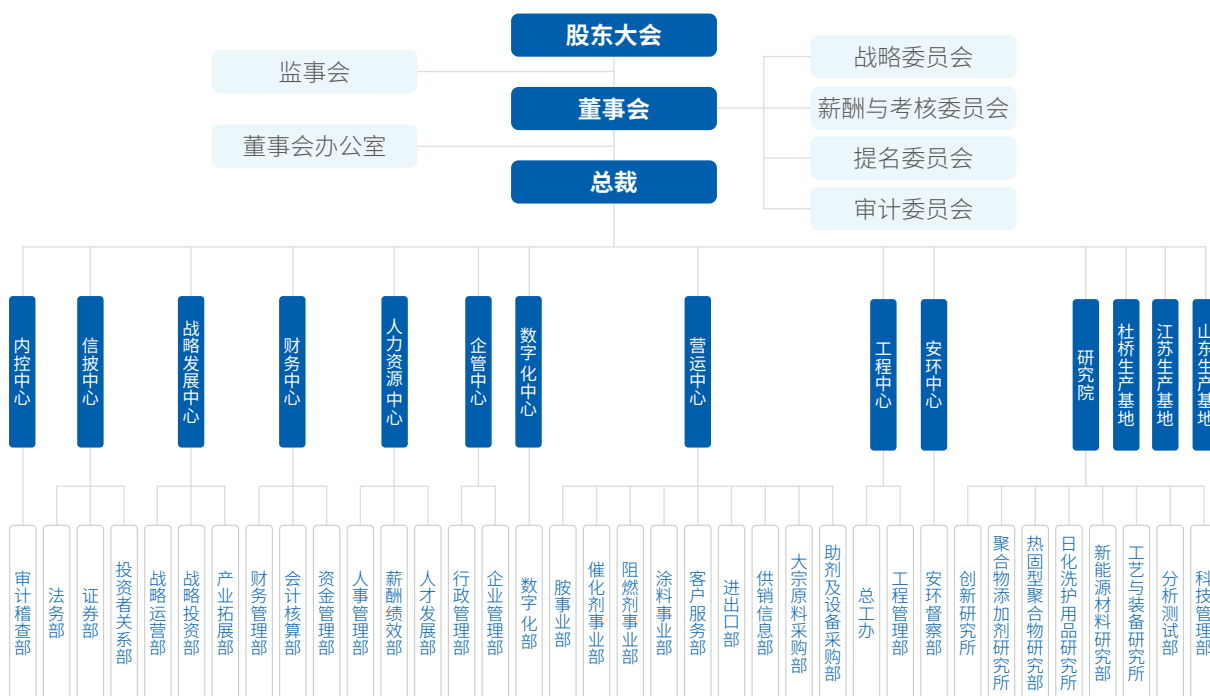 股东大会
监事会
董事会
董事会办公室
总裁
战略委员会
薪酬与考核委员会
提名委员会
审计委员会
内控中心
信披中心
战略发展中心
财务中心
人力资源中心
企管中心
数字化中心
营运中心
工程中心
安环中心
研究院
杜桥生产基地
江苏生产基地
山东生产基地
审计稽查部
法务部
证券部
投资者关系部
战略运营部
战略投资部
产业拓展部
财务管理部
会计核算部
资金管理部
人事管理部
薪酬绩效部
人才发展部
行政管理部
企业管理部
数字化部
胺事业部
催化剂事业部
阻燃剂事业部
涂料事业部
客户服务部
进出口部
供销信息部
大宗原料采购部
助剂及设备采购部
总工办
工程管理部
安环督察部
创新研究所
聚合物添加剂研究所
热固型聚合物研究部
日化洗护用品研究所
新能源材料研究部
工艺与装备研究所
分析测试部
科技管理部